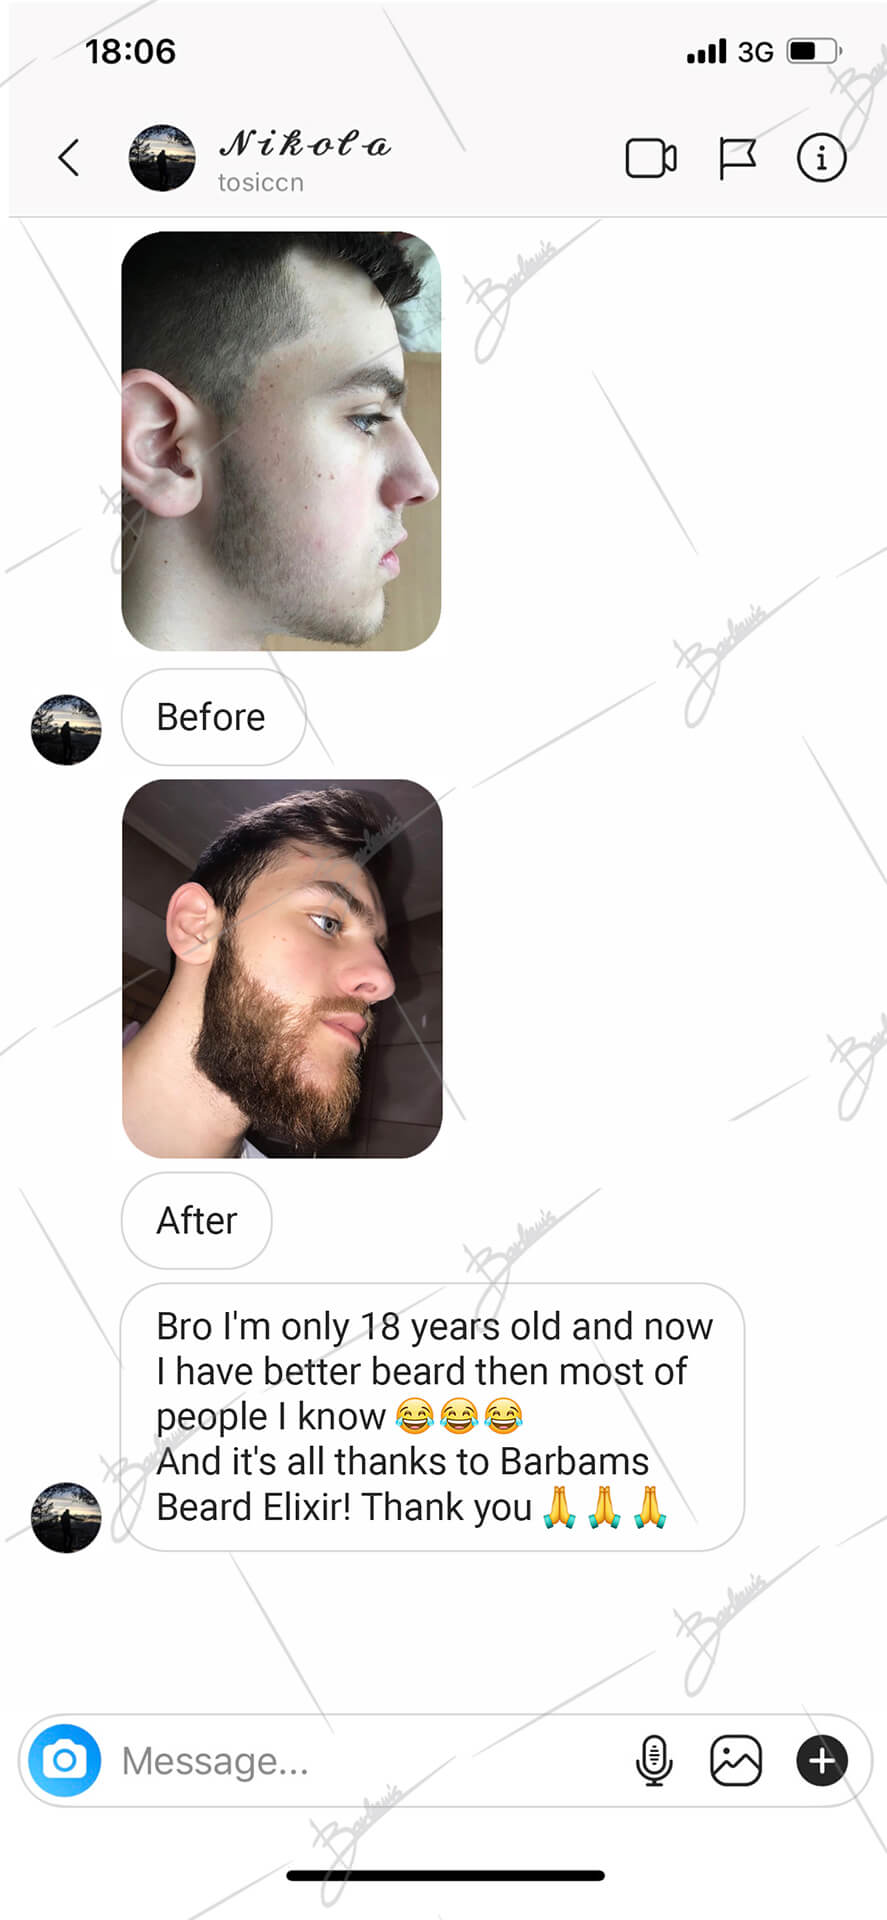 18:06
3G
𝓝𝓲𝓴𝓸𝓵𝓪
tosiccn
Before
After
Bro I'm only 18 years old and now
I have better beard then most of
people I know 😂😂😂
And it's all thanks to Barbams
Beard Elixir! Thank you 🙏🙏🙏
Message...